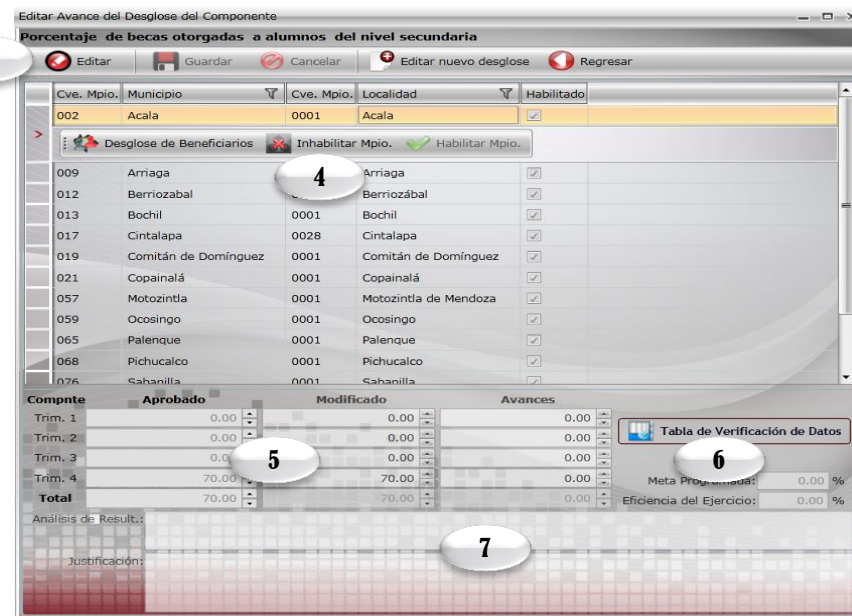 Editar Avance del Desglose del Componente
Porcentaje de becas otorgadas a alumnos del nivel secundaria
Editar Guardar Cancelar Editar nuevo desglose Regresar
Cve. Mpio. Municipio Cve. Mpio. Localidad Habilitado
002 Acala 0001 Acala
Desglose de Beneficiarios Inhabilitar Mpio. Habilitar Mpio.
009 Arriaga Arriaga
4
012 Berriozabal Berriozábal
013 Bochil 0001 Bochil
017 Cintalapa 0028 Cintalapa
019 Comitán de Domínguez 0001 Comitán de Domínguez
021 Copainalá 0001 Copainalá
057 Motozintla 0001 Motozintla de Mendoza
059 Ocosingo 0001 Ocosingo
065 Palenque 0001 Palenque
068 Pichucalco 0001 Pichucalco
076 Sabanilla 0001 Sabanilla
Compnte Aprobado Modificado Avances
Trim. 1 0.00 0.00 0.00
Tabla de Verificación de Datos
Trim. 2 0.00 0.00 0.00
Trim. 3 0.00 0.00
5 6
Trim. 4 70.00 70.00 0.00 Meta Programada: 0.00 %
Total 70.00 70.00 0.00 Eficiencia del Ejercicio: 0.00 %
Análisis de Result.:
7
Justificación: